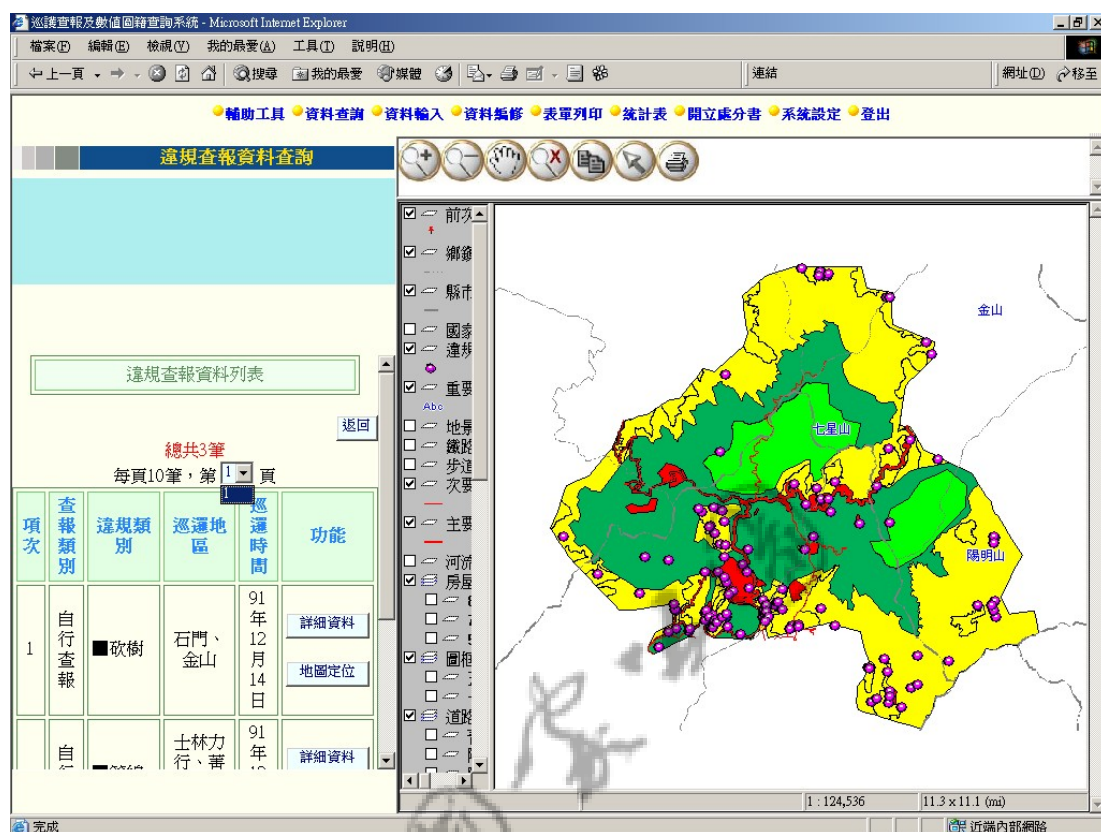 巡護查報及數值圖籍查詢系統 - Microsoft Internet Explorer
檔案(F) 編輯(E) 檢視(V) 我的最愛(A) 工具(T) 說明(H)
上一頁 搜尋 我的最愛 媒體 連結 網址(D) 移至
輔助工具 資料查詢 資料輸入 資料編修 表單列印 統計表 開立處分書 系統設定 登出
違規查報資料查詢
違規查報資料列表
返回
總共3筆
每頁10筆,第 1 頁
1
項次 查報類別 違規類別 巡邏地區 巡邏時間 功能
1 自行查報 ■砍樹 石門、金山 91年12月14日 詳細資料 地圖定位
士林力行、菁 91年 詳細資料
前次
鄉鎮
縣市
國家
違規
重要
Abc
地景
鐵路
步道
次要
主要
河流
房屋
圖框
道路
金山
七星山
陽明山
1 : 124,536 11.3 x 11.1 (mi)
完成 近端內部網路